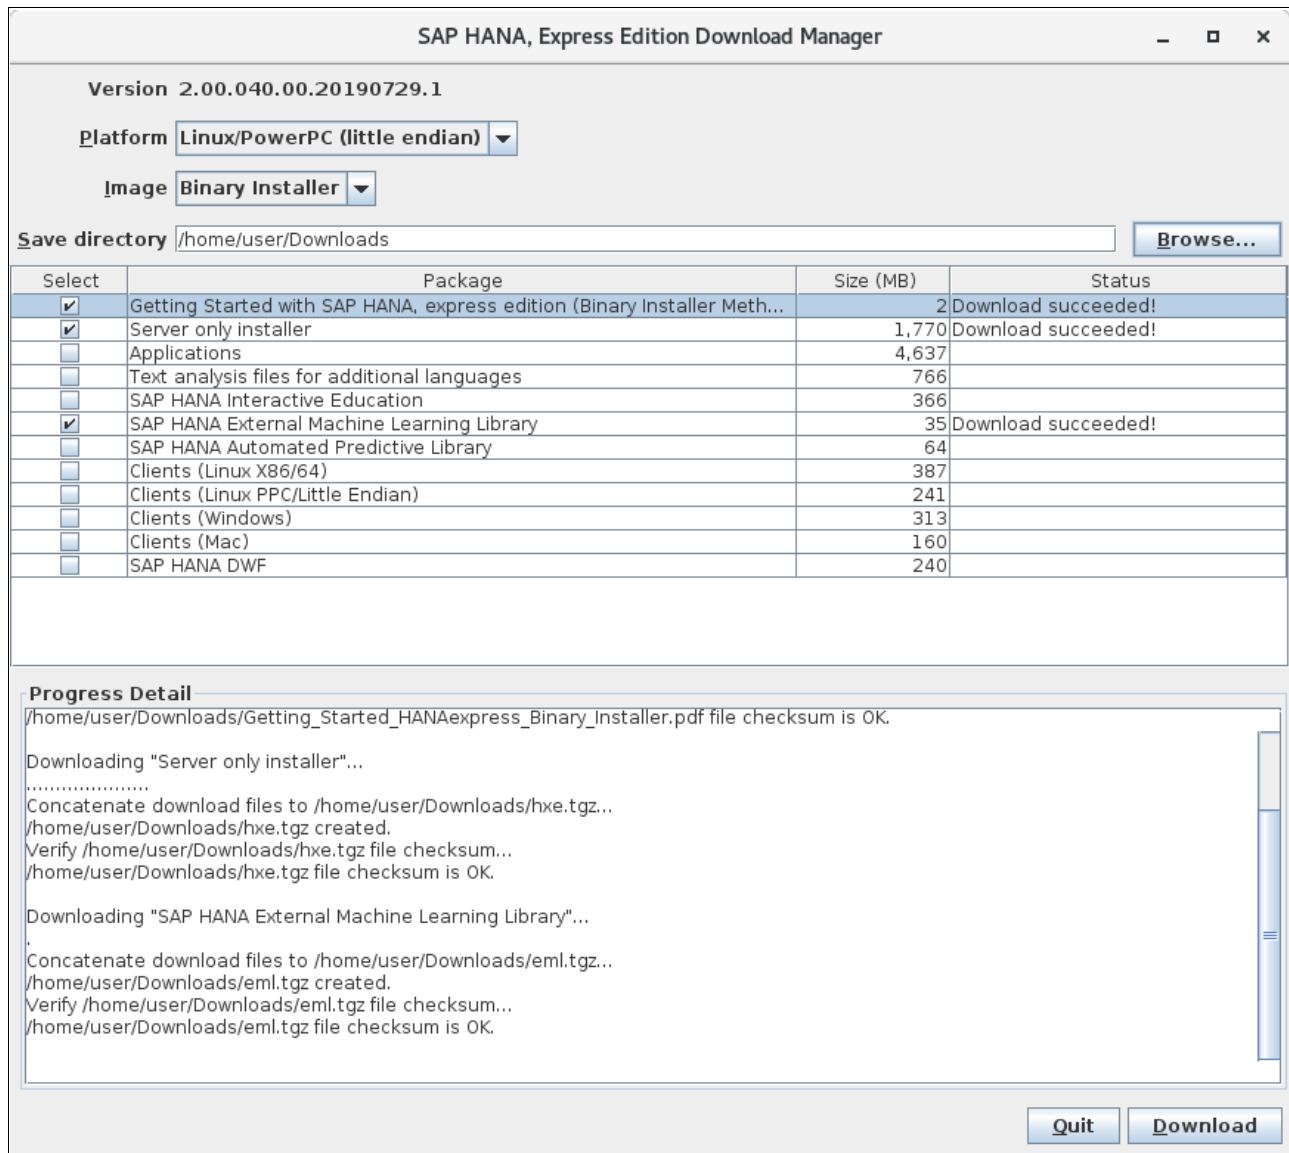 SAP HANA, Express Edition Download Manager
Version 2.00.040.00.20190729.1
Platform Linux/PowerPC (little endian)
Image Binary Installer
Save directory /home/user/Downloads Browse...
Select Package Size (MB) Status
Getting Started with SAP HANA, express edition (Binary Installer Meth... 2 Download succeeded!
Server only installer 1,770 Download succeeded!
Applications 4,637
Text analysis files for additional languages 766
SAP HANA Interactive Education 366
SAP HANA External Machine Learning Library 35 Download succeeded!
SAP HANA Automated Predictive Library 64
Clients (Linux X86/64) 387
Clients (Linux PPC/Little Endian) 241
Clients (Windows) 313
Clients (Mac) 160
SAP HANA DWF 240
Progress Detail
/home/user/Downloads/Getting_Started_HANAexpress_Binary_Installer.pdf file checksum is OK.
Downloading "Server only installer"...
.....................
Concatenate download files to /home/user/Downloads/hxe.tgz...
/home/user/Downloads/hxe.tgz created.
Verify /home/user/Downloads/hxe.tgz file checksum...
/home/user/Downloads/hxe.tgz file checksum is OK.
Downloading "SAP HANA External Machine Learning Library"...
.
Concatenate download files to /home/user/Downloads/eml.tgz...
/home/user/Downloads/eml.tgz created.
Verify /home/user/Downloads/eml.tgz file checksum...
/home/user/Downloads/eml.tgz file checksum is OK.
Quit Download